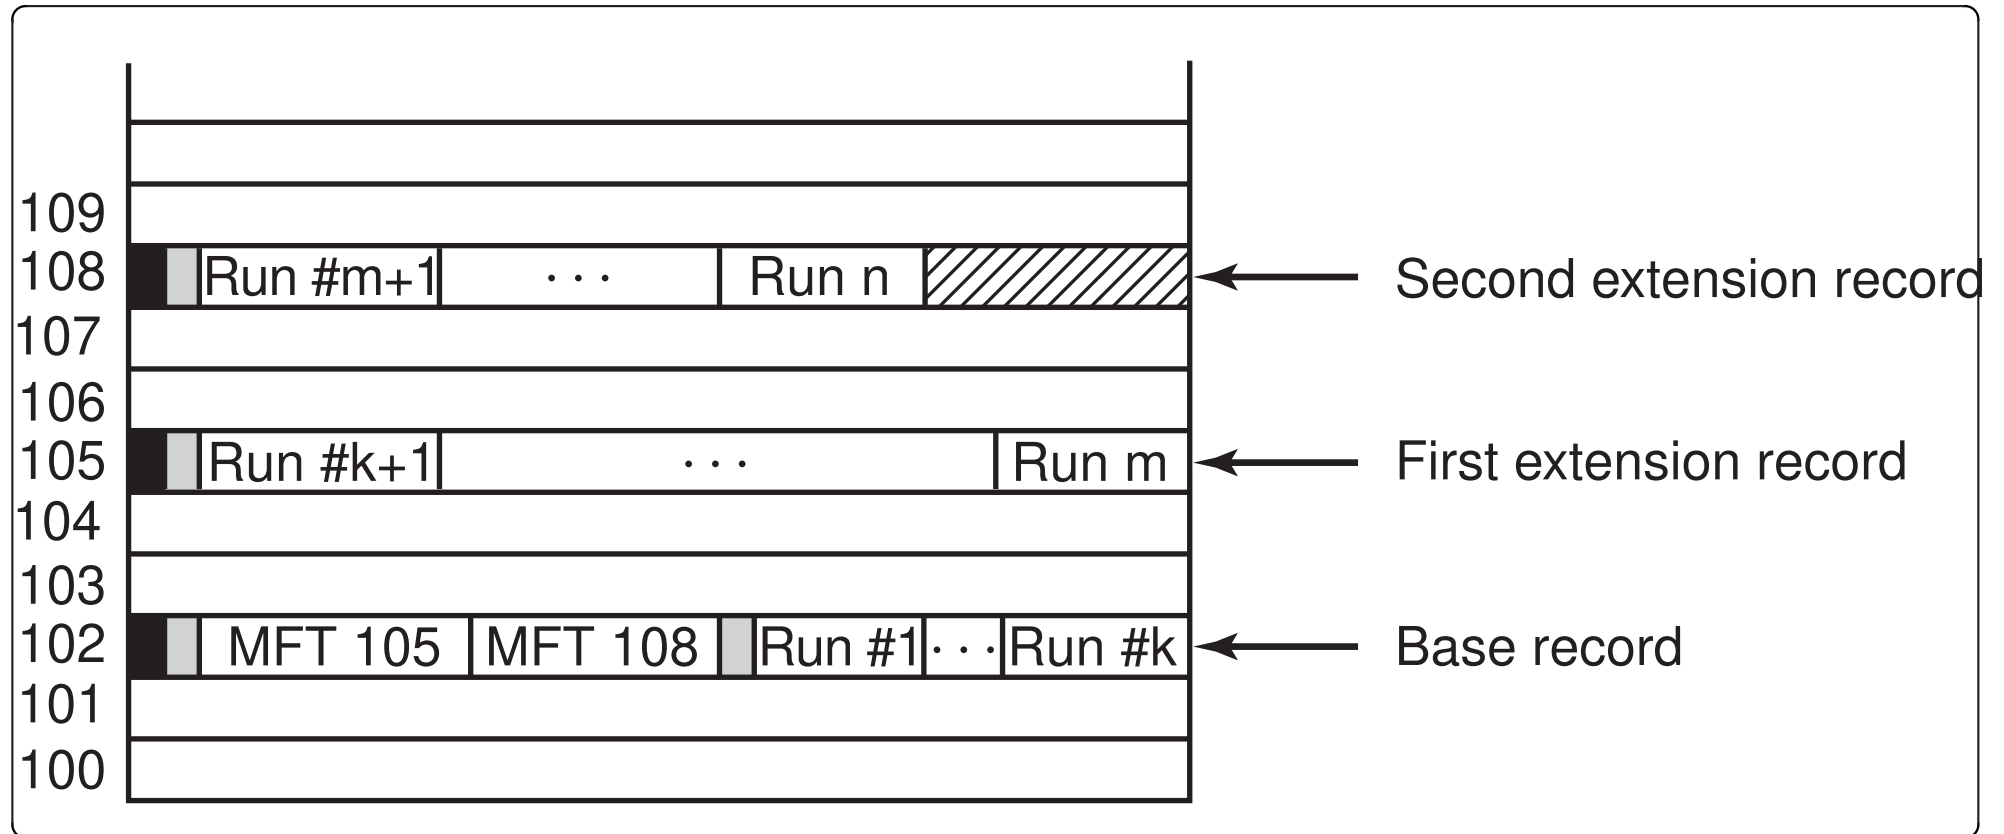 109
108 Run #m+1 · · · Run n Second extension record
107
106
105 Run #k+1 · · · Run m First extension record
104
103
102 MFT 105 MFT 108 Run #1 · · · Run #k Base record
101
100